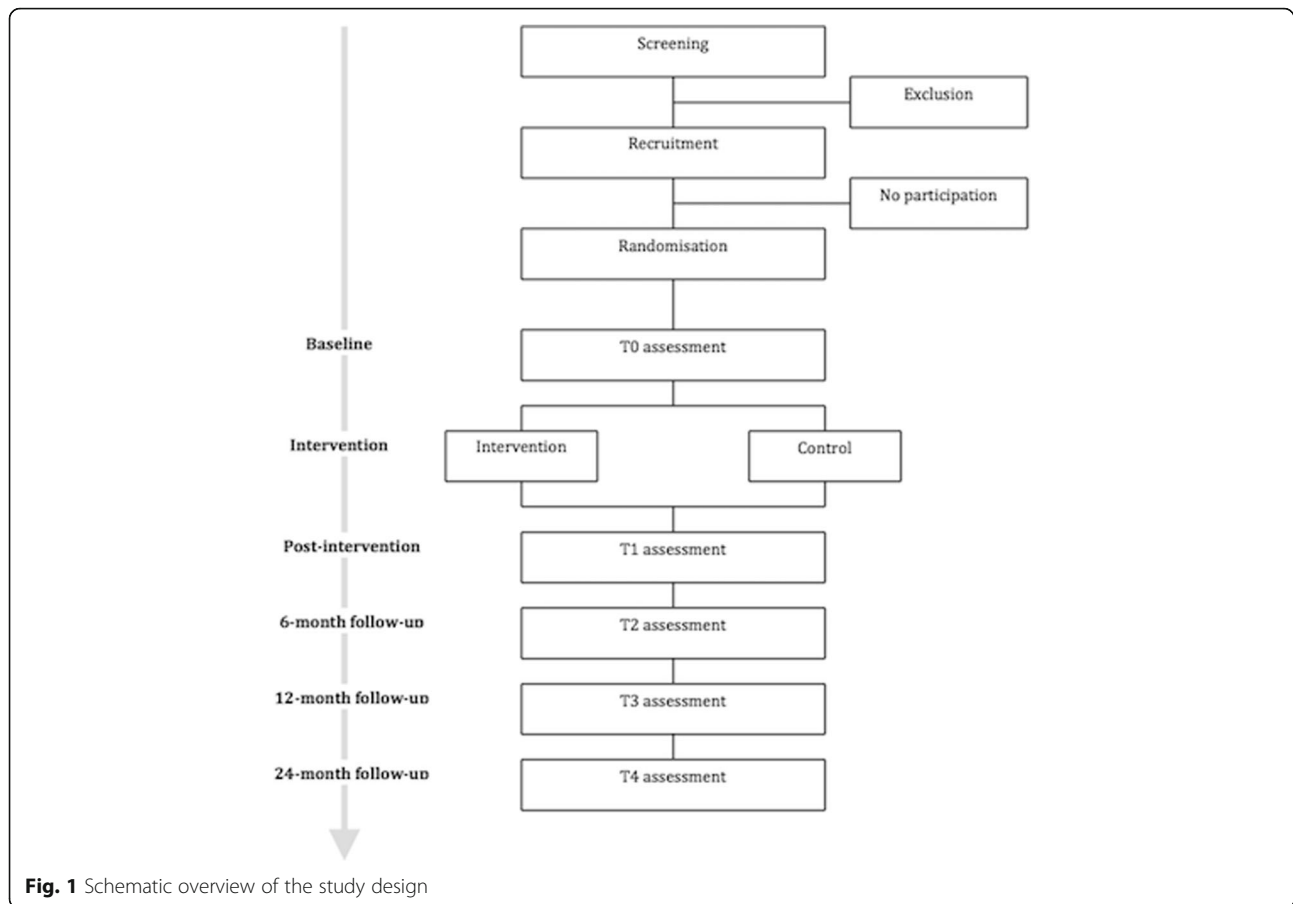 Screening
Exclusion
Recruitment
No participation
Randomisation
Baseline
T0 assessment
Intervention
Intervention
Control
Post-intervention
T1 assessment
6-month follow-up
T2 assessment
12-month follow-up
T3 assessment
24-month follow-up
T4 assessment
Fig. 1 Schematic overview of the study design